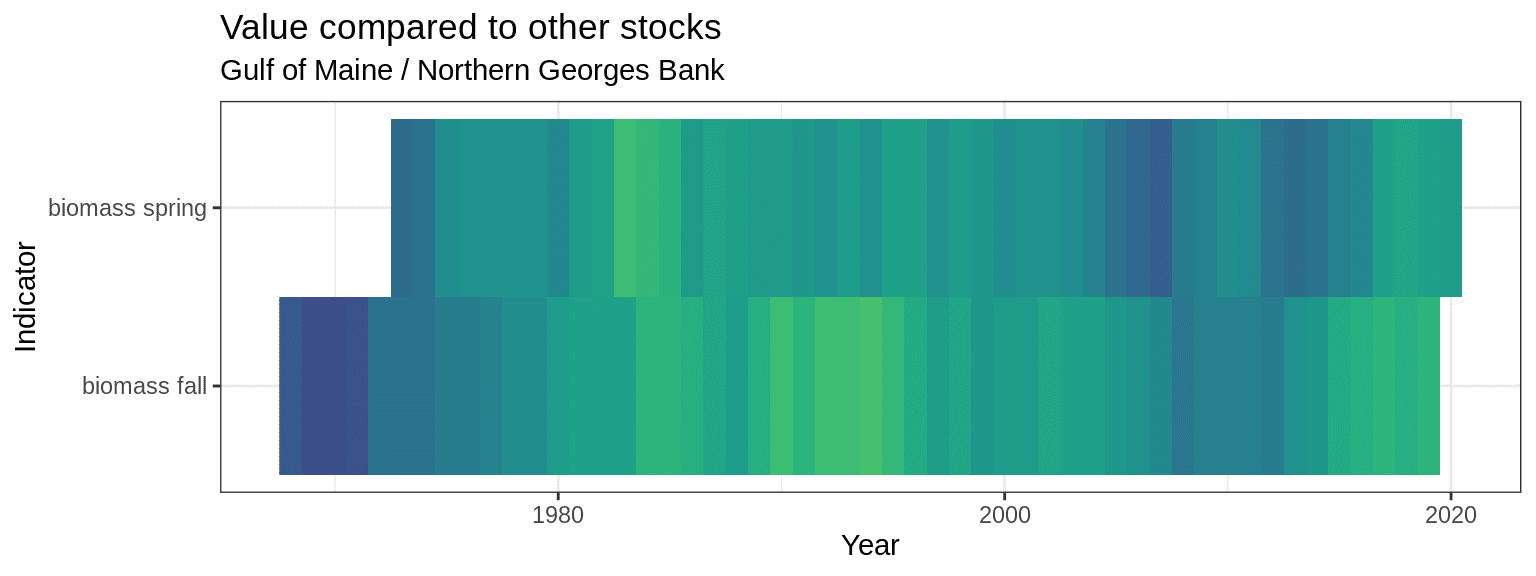 Value compared to other stocks
Gulf of Maine / Northern Georges Bank
Indicator
biomass spring
biomass fall
1980 2000 2020
Year